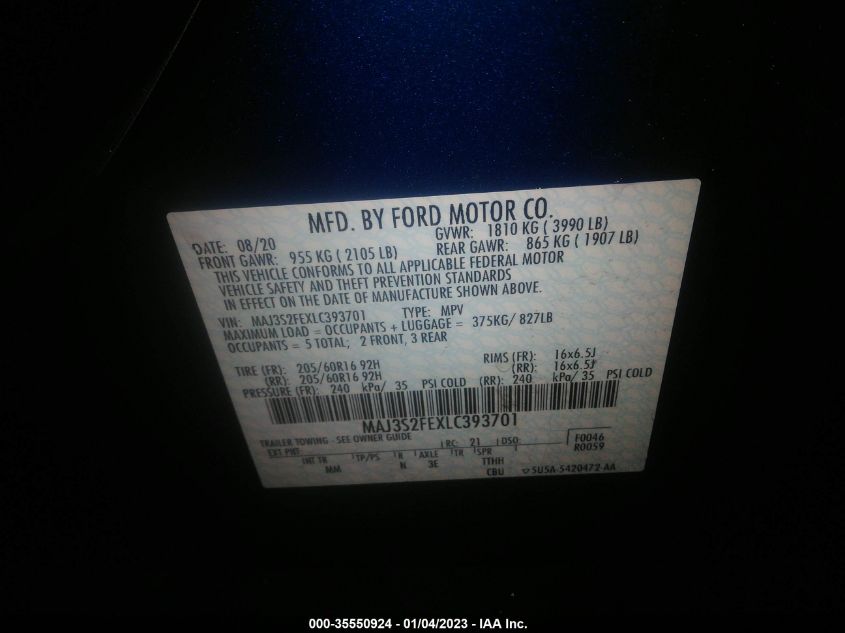 MFD. BY FORD MOTOR CO.
DATE: 08/20 GVWR: 1810 KG ( 3990 LB)
FRONT GAWR: 955 KG ( 2105 LB) REAR GAWR: 865 KG ( 1907 LB)
THIS VEHICLE CONFORMS TO ALL APPLICABLE FEDERAL MOTOR
VEHICLE SAFETY AND THEFT PREVENTION STANDARDS
IN EFFECT ON THE DATE OF MANUFACTURE SHOWN ABOVE.
VIN: MAJ3S2FEXLC393701 TYPE: MPV
MAXIMUM LOAD = OCCUPANTS + LUGGAGE = 375KG/ 827LB
OCCUPANTS = 5 TOTAL; 2 FRONT, 3 REAR
TIRE (FR): 205/60R16 92H RIMS (FR): 16x6.5J
(RR): 205/60R16 92H (RR): 16x6.5J
PRESSURE (FR): 240 kPa/ 35 PSI COLD (RR): 240 kPa/ 35 PSI COLD
MAJ3S2FEXLC393701
TRAILER TOWING - SEE OWNER GUIDE RC: 21 DSO: F0046
EXT PNT: R0059
INT TR TP/PS R AXLE TR SPR
MM N 3E TTHH
CBU 5U5A-5420472-AA
000-35550924 - 01/04/2023 - IAA Inc.